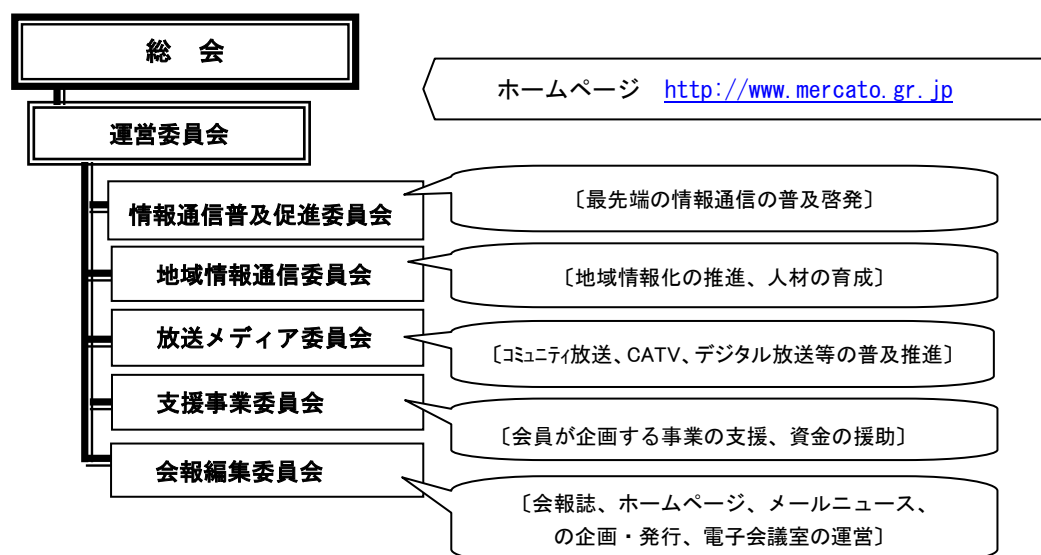 総　会
ホームページ　http://www.mercato.gr.jp
運営委員会
情報通信普及促進委員会
〔最先端の情報通信の普及啓発〕
地域情報通信委員会
〔地域情報化の推進、人材の育成〕
放送メディア委員会
〔ｺﾐｭﾆﾃｨ放送、CATV、デジタル放送等の普及推進〕
支援事業委員会
〔会員が企画する事業の支援、資金の援助〕
会報編集委員会
〔会報誌、ホームページ、メールニュース、
の企画・発行、電子会議室の運営〕